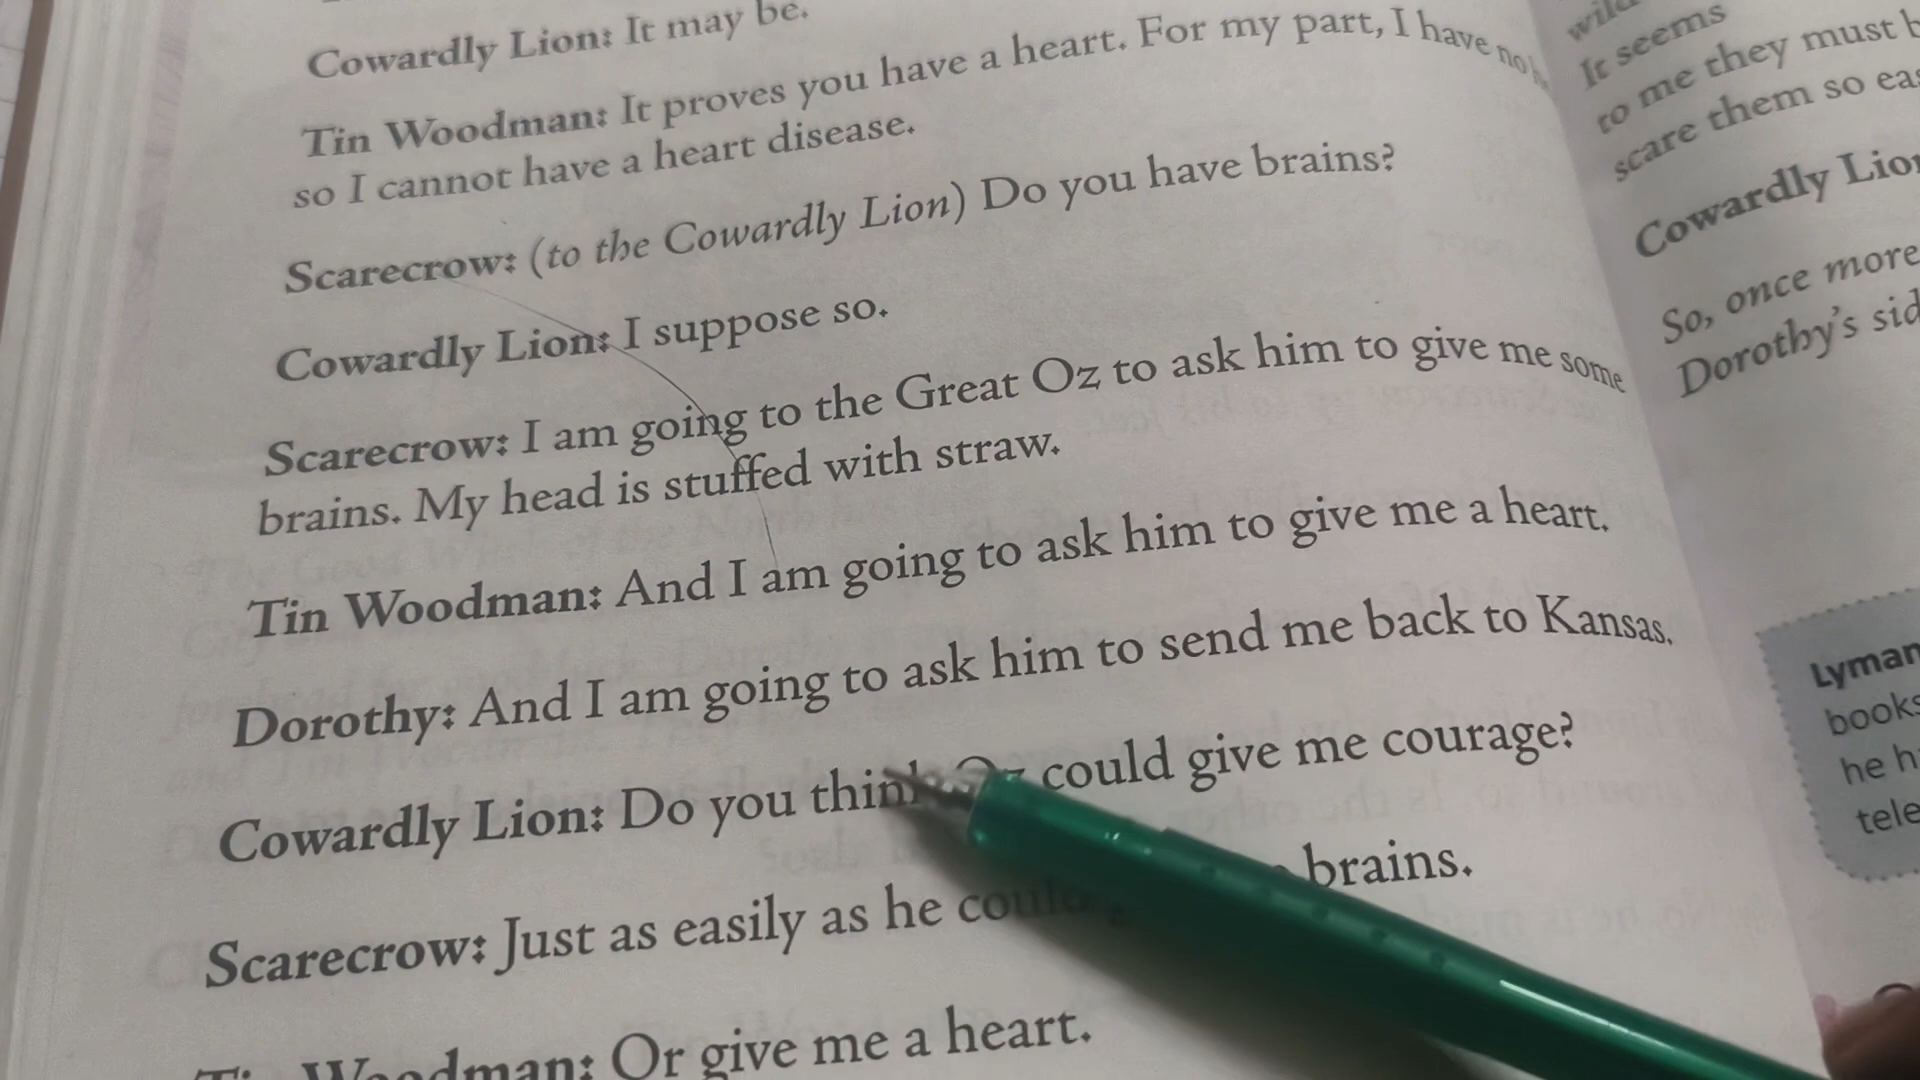 Cowardly Lion: It may be.
Tin Woodman: It proves you have a heart. For my part, I have no
so I cannot have a heart disease.
Scarecrow: (to the Cowardly Lion) Do you have brains?
Cowardly Lion: I suppose so.
Scarecrow: I am going to the Great Oz to ask him to give me some
brains. My head is stuffed with straw.
Tin Woodman: And I am going to ask him to give me a heart.
Dorothy: And I am going to ask him to send me back to Kansas.
Cowardly Lion: Do you think Oz could give me courage?
Scarecrow: Just as easily as he could brains.
Woodman: Or give me a heart.
It seems
to me they must
scare them so
Cowardly
So, once more
Dorothy's
Lyman
books
he